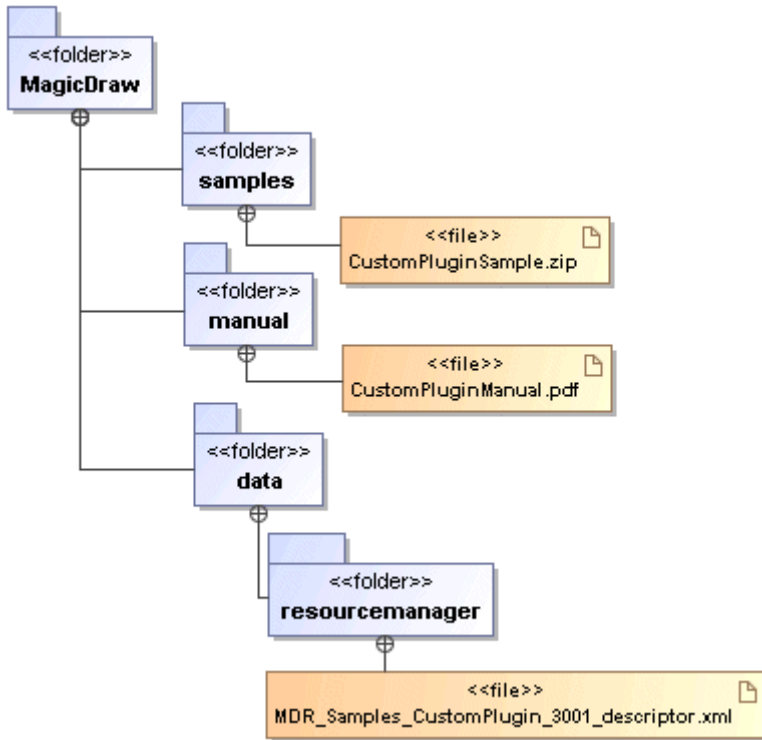 <<folder>>
MagicDraw
<<folder>>
samples
<<file>>
CustomPluginSample.zip
<<folder>>
manual
<<file>>
CustomPluginManual.pdf
<<folder>>
data
<<folder>>
resourcemanager
<<file>>
MDR_Samples_CustomPlugin_3001_descriptor.xml